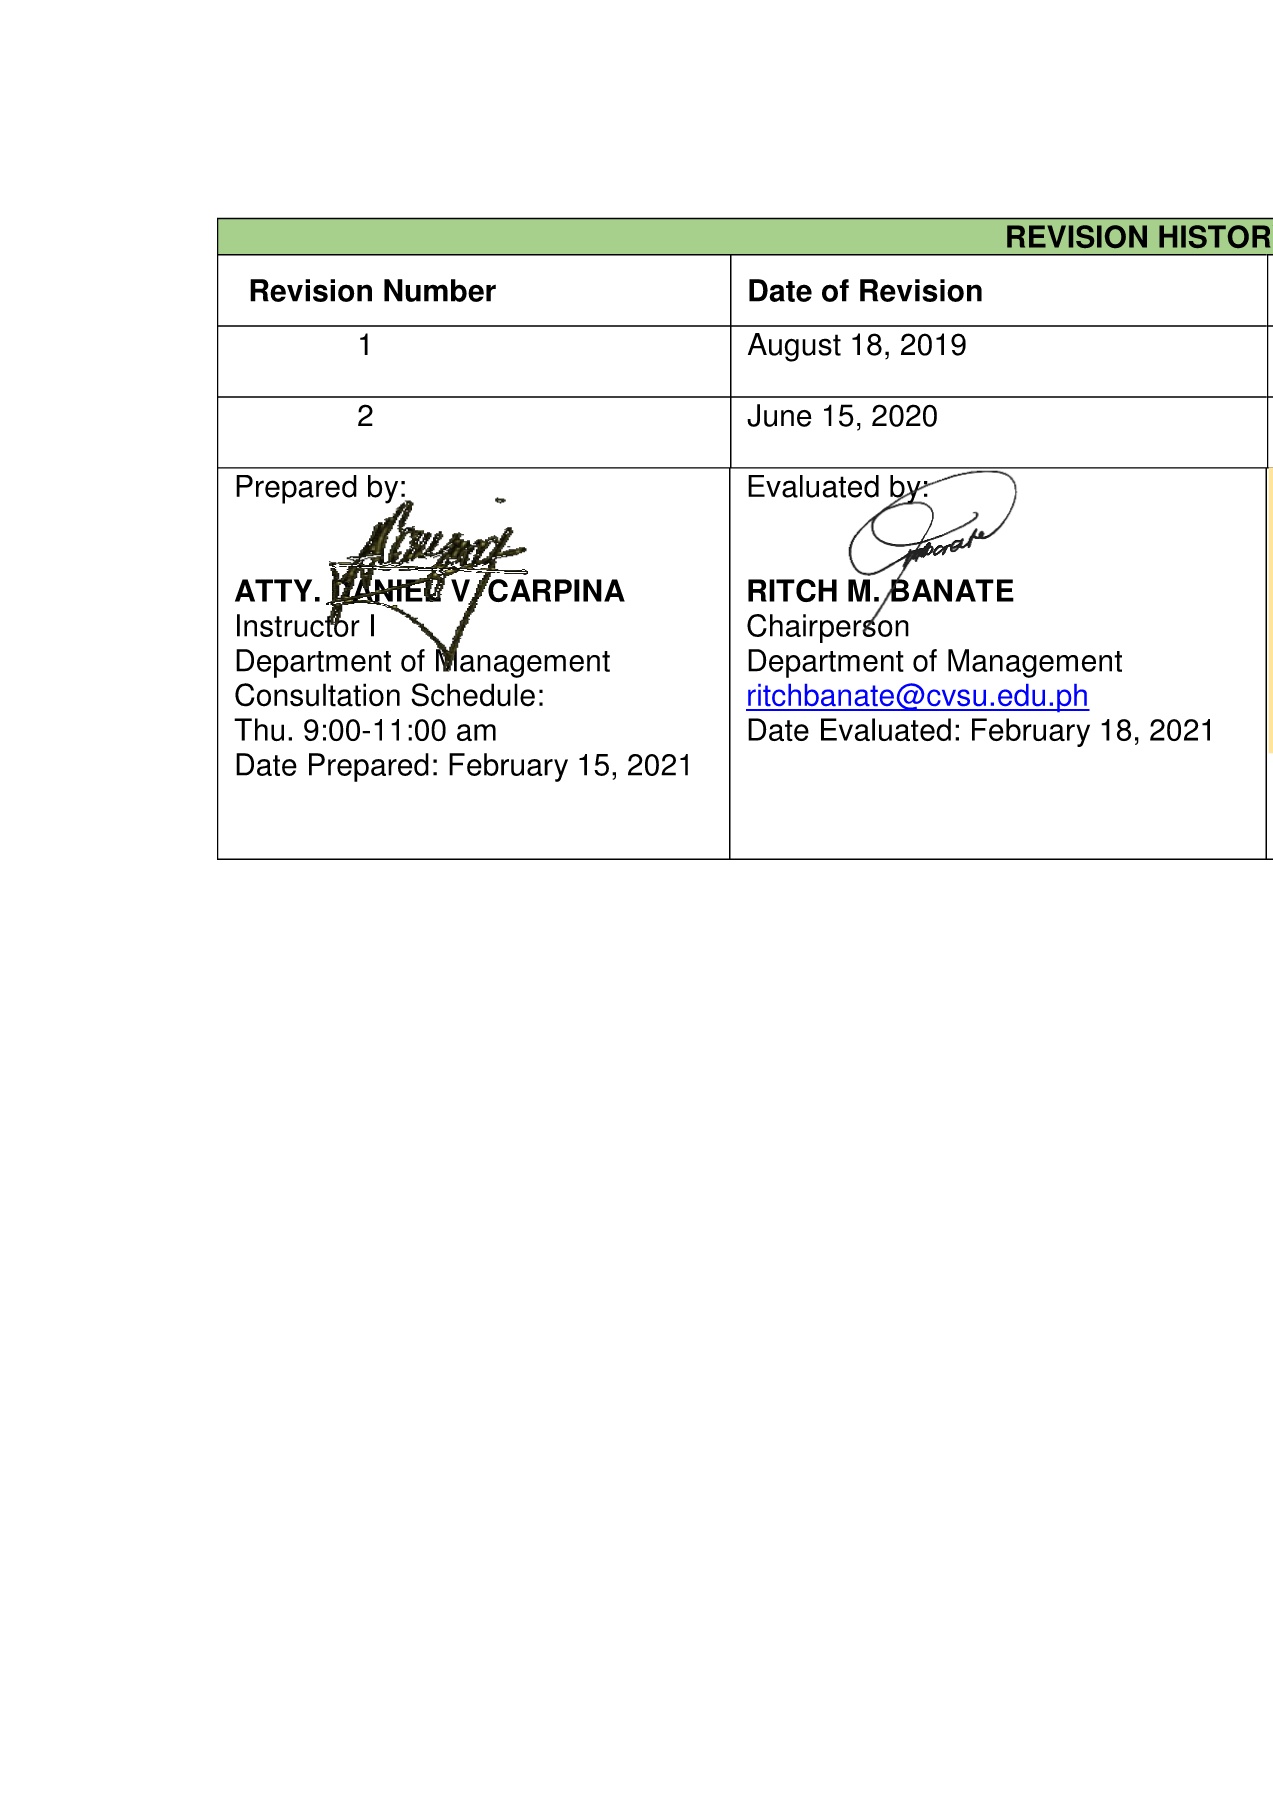 REVISION HISTOR
Revision Number
Date of Revision
1
August 18, 2019
2
June 15, 2020
Prepared by:
ATTY. DANIEL V. CARPINA
Instructor I
Department of Management
Consultation Schedule:
Thu. 9:00-11:00 am
Date Prepared: February 15, 2021
Evaluated by:
RITCH M. BANATE
Chairperson
Department of Management
ritchbanate@cvsu.edu.ph
Date Evaluated: February 18, 2021